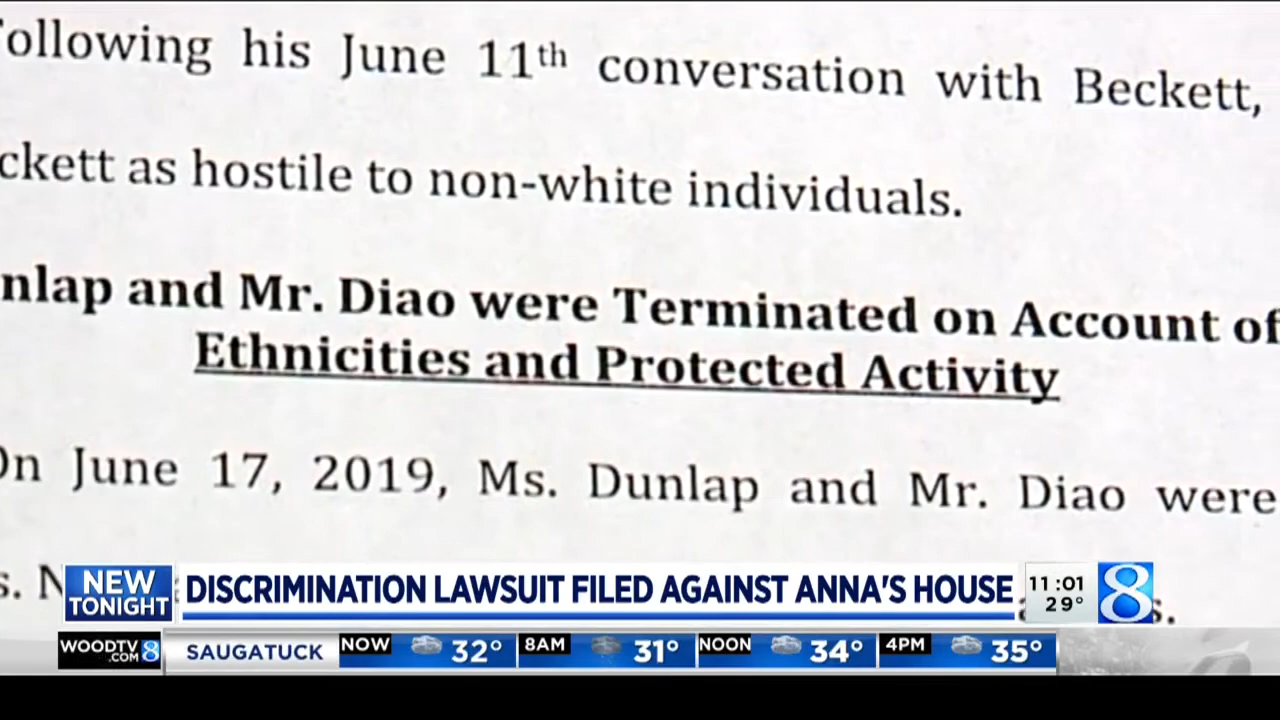 ollowing his June 11th conversation with Beckett,
ckett as hostile to non-white individuals.
nlap and Mr. Diao were Terminated on Account of
Ethnicities and Protected Activity
On June 17, 2019, Ms. Dunlap and Mr. Diao were
s. N
NEW TONIGHT
DISCRIMINATION LAWSUIT FILED AGAINST ANNA'S HOUSE
11:01
29°
8
s.
WOODTV.COM 8
SAUGATUCK
NOW 32°
8AM 31°
NOON 34°
4PM 35°